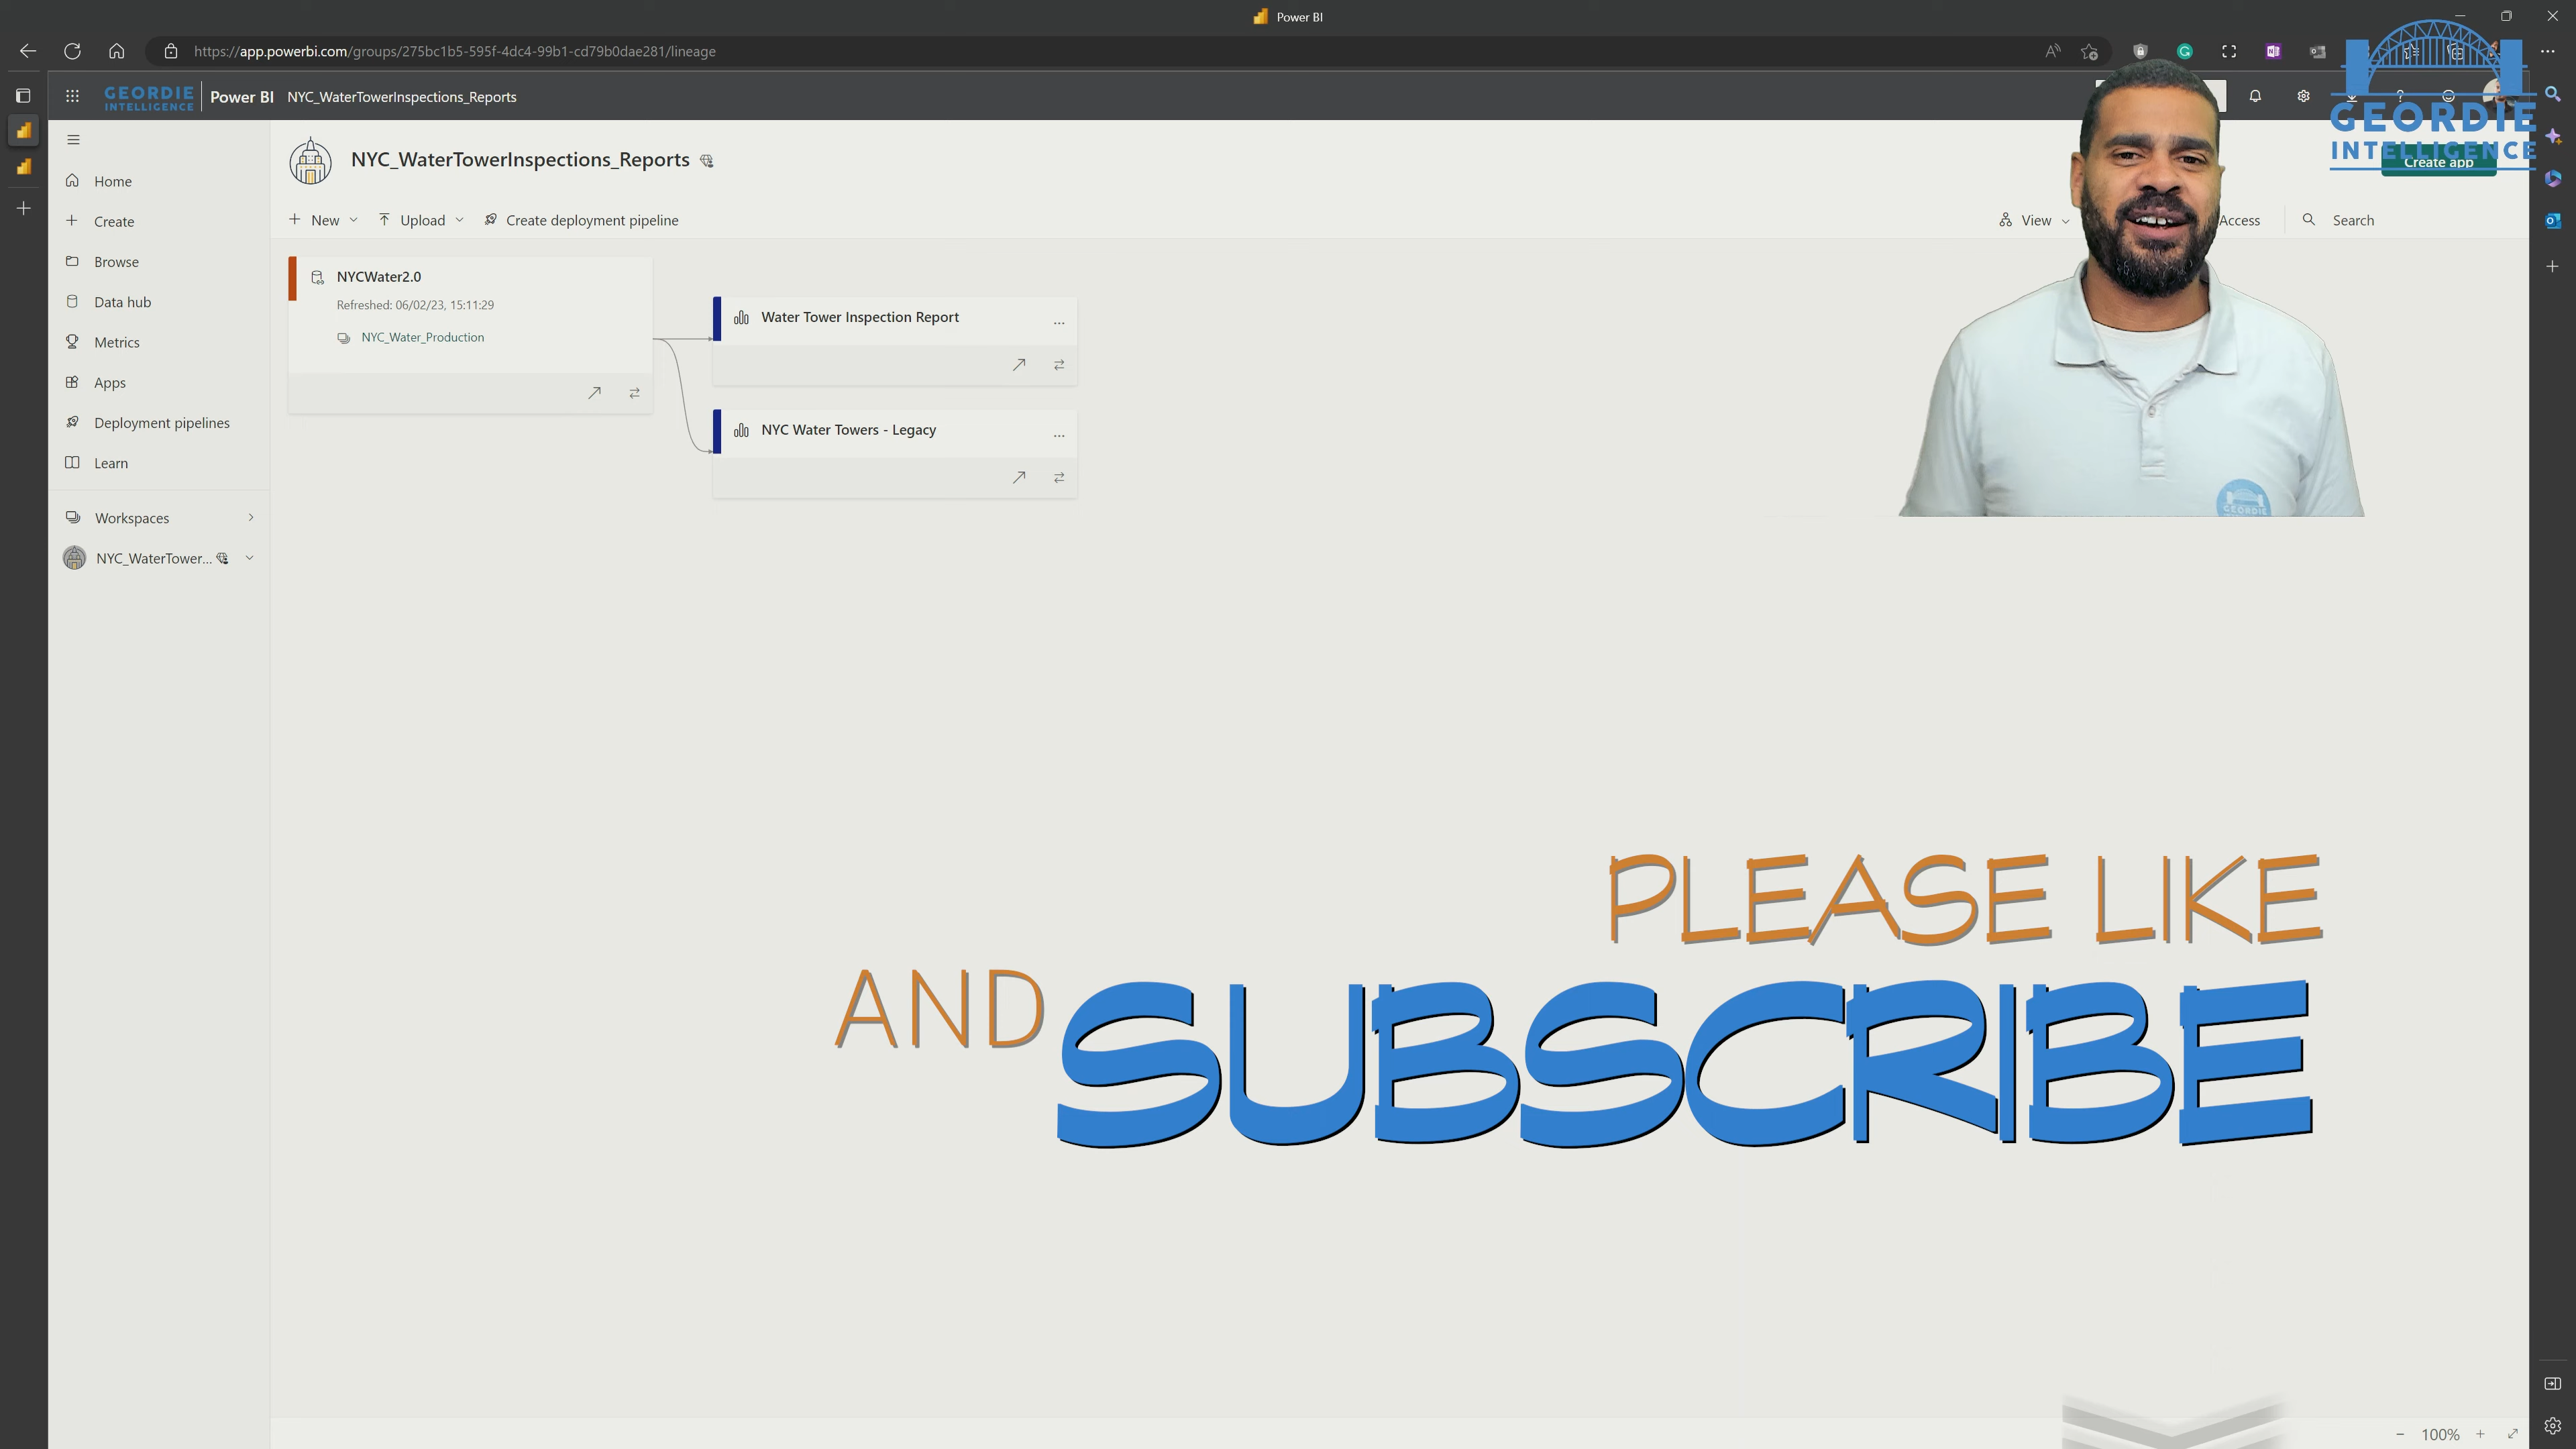 Power BI
https://app.powerbi.com/groups/275bc1b5-595f-4dc4-99b1-cd79b0dae281/lineage
GEORDIE
INTELLIGENCE
Power BI
NYC_WaterTowerInspections_Reports
GEORDIE
INTELLIGENCE
NYC_WaterTowerInspections_Reports
Create app
Home
Create
Browse
Data hub
Metrics
Apps
Deployment pipelines
Learn
Workspaces
NYC_WaterTower...
New
Upload
Create deployment pipeline
View
Access
Search
NYCWater2.0
Refreshed: 06/02/23, 15:11:29
NYC_Water_Production
Water Tower Inspection Report
NYC Water Towers - Legacy
GEORDIE
PLEASE LIKE
AND SUBSCRIBE
100%